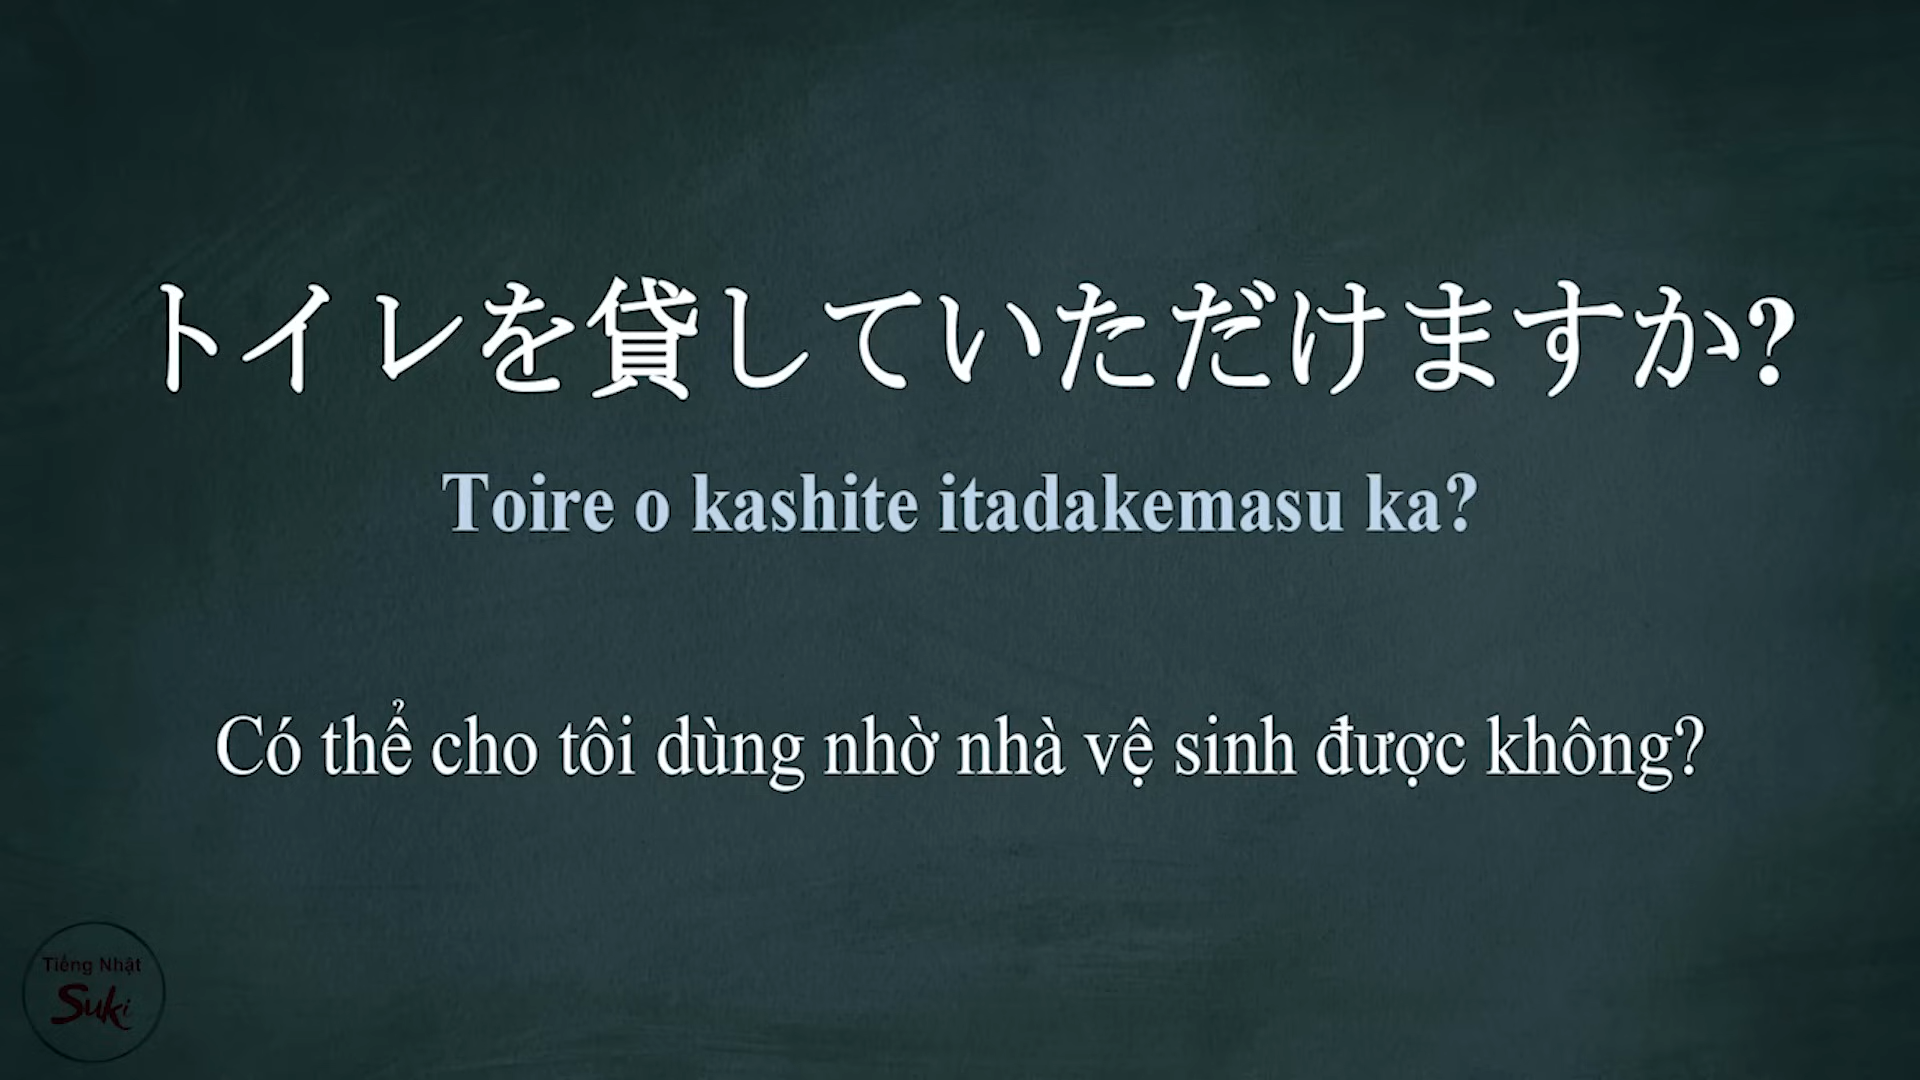 トイレを貸していただけますか?
Toire o kashite itadakemasu ka?
Có thể cho tôi dùng nhờ nhà vệ sinh được không?
Tiếng Nhật
Suki